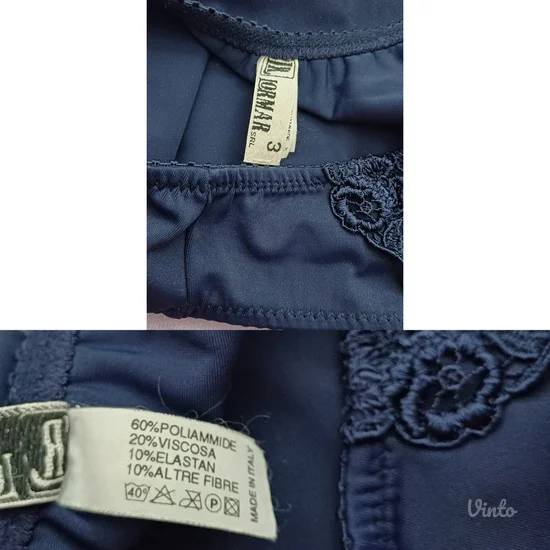 IORMAR
SRL
3
60%POLIAMMIDE
20%VISCOSA
10%ELASTAN
10%ALTRE FIBRE
40°
P
MADE IN ITALY
Vinto